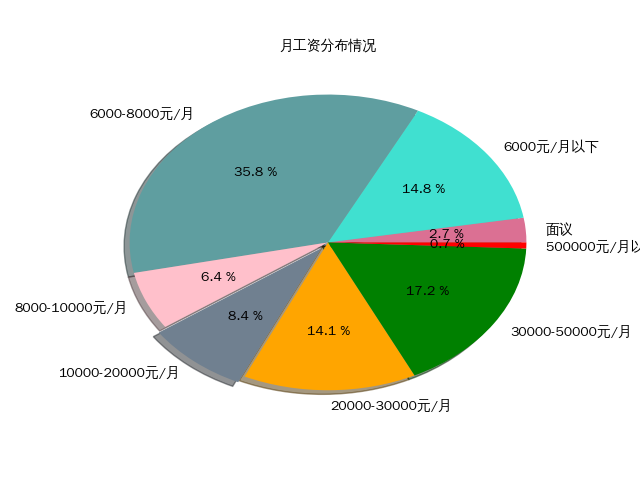 月工资分布情况
6000-8000元/月
6000元/月以下
35.8 %
14.8 %
面议
2.7 %
500000元/月以
0.7 %
6.4 %
17.2 %
8000-10000元/月
8.4 %
14.1 %
30000-50000元/月
10000-20000元/月
20000-30000元/月